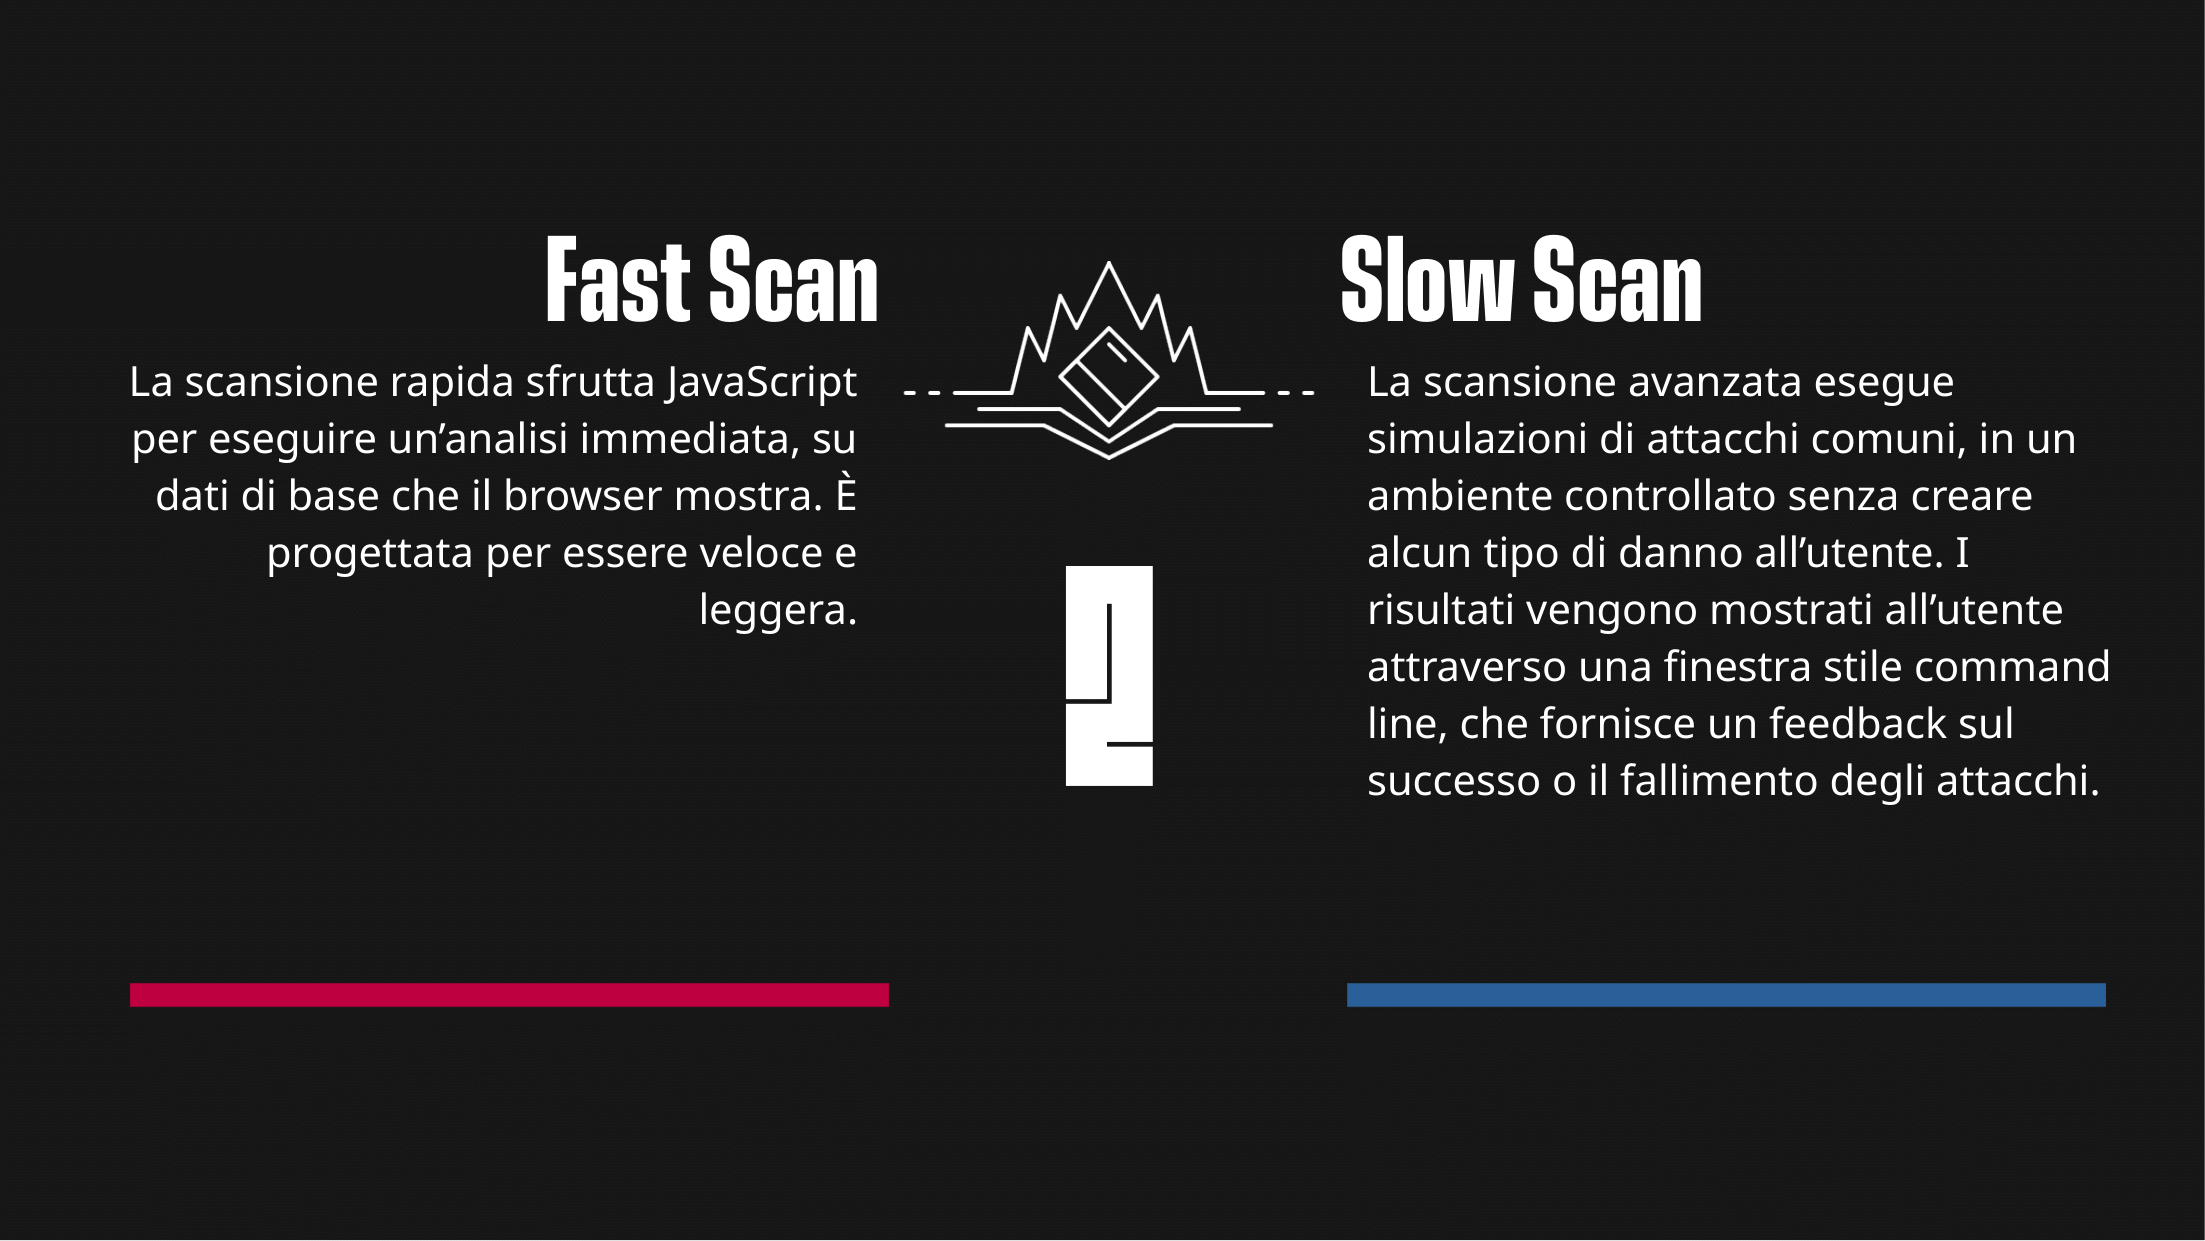 Fast Scan
La scansione rapida sfrutta JavaScript
per eseguire un’analisi immediata, su
dati di base che il browser mostra. È
progettata per essere veloce e
leggera.
2
Slow Scan
La scansione avanzata esegue
simulazioni di attacchi comuni, in un
ambiente controllato senza creare
alcun tipo di danno all’utente. I
risultati vengono mostrati all’utente
attraverso una finestra stile command
line, che fornisce un feedback sul
successo o il fallimento degli attacchi.